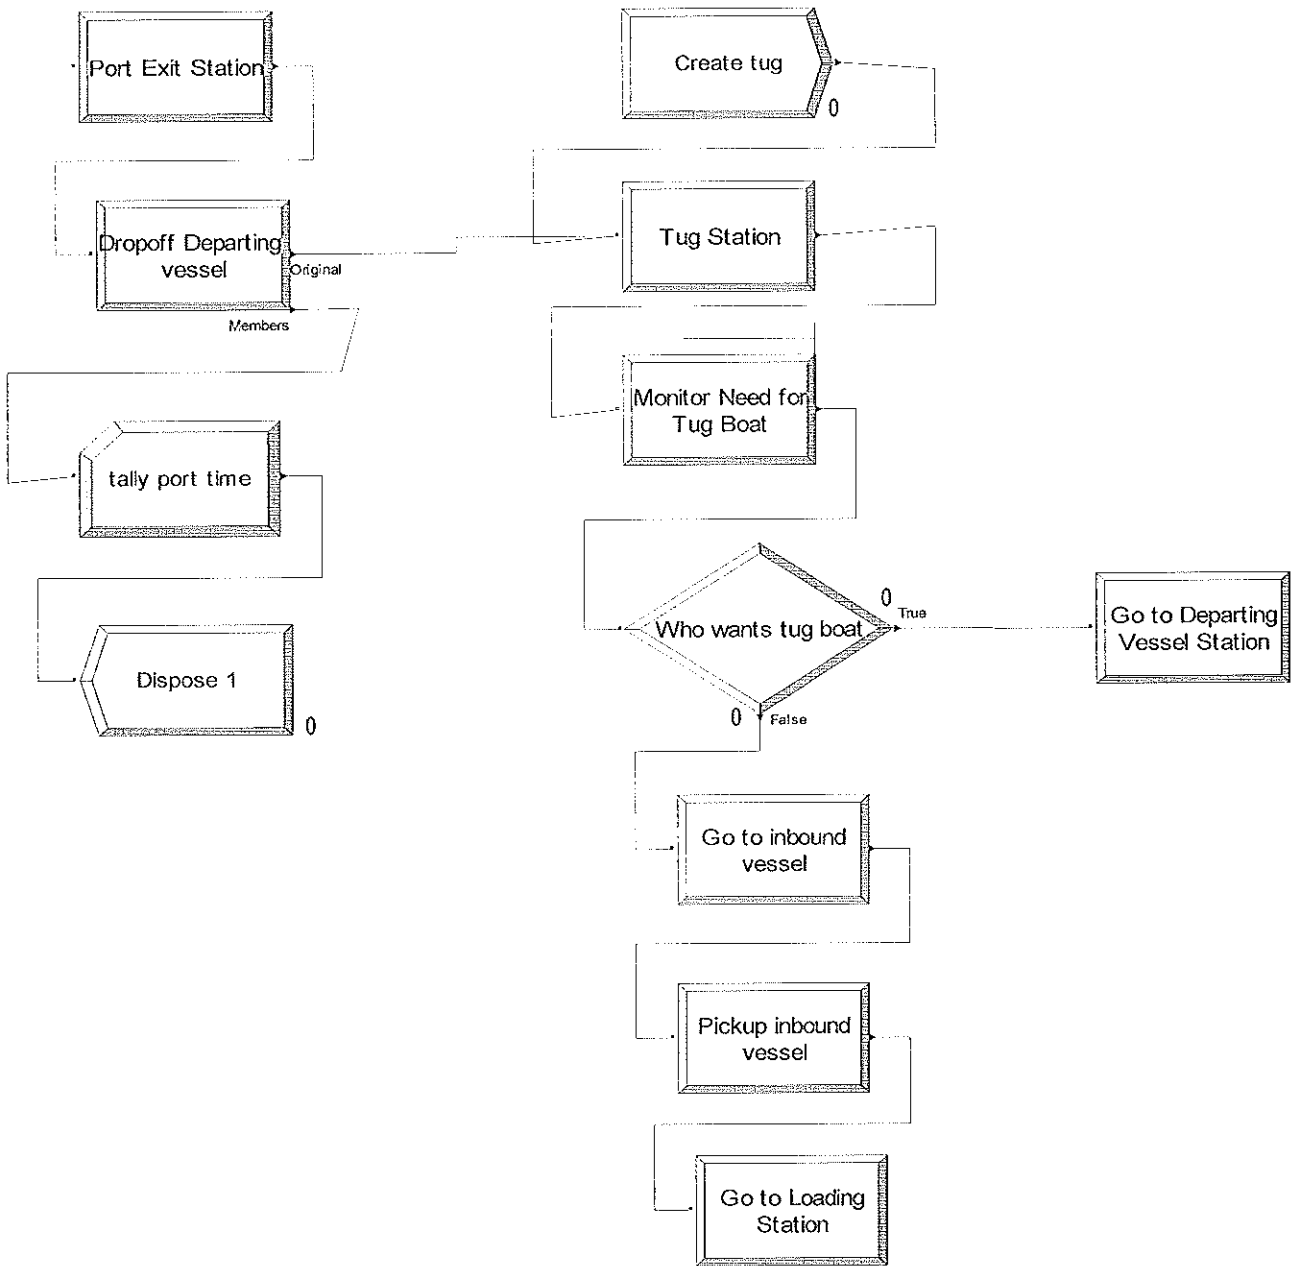 Port Exit Station
Create tug
0
Dropoff Departing
vessel
Original
Members
Tug Station
Monitor Need for
Tug Boat
tally port time
Who wants tug boat
0
True
0
False
Go to Departing
Vessel Station
Dispose 1
0
Go to inbound
vessel
Pickup inbound
vessel
Go to Loading
Station